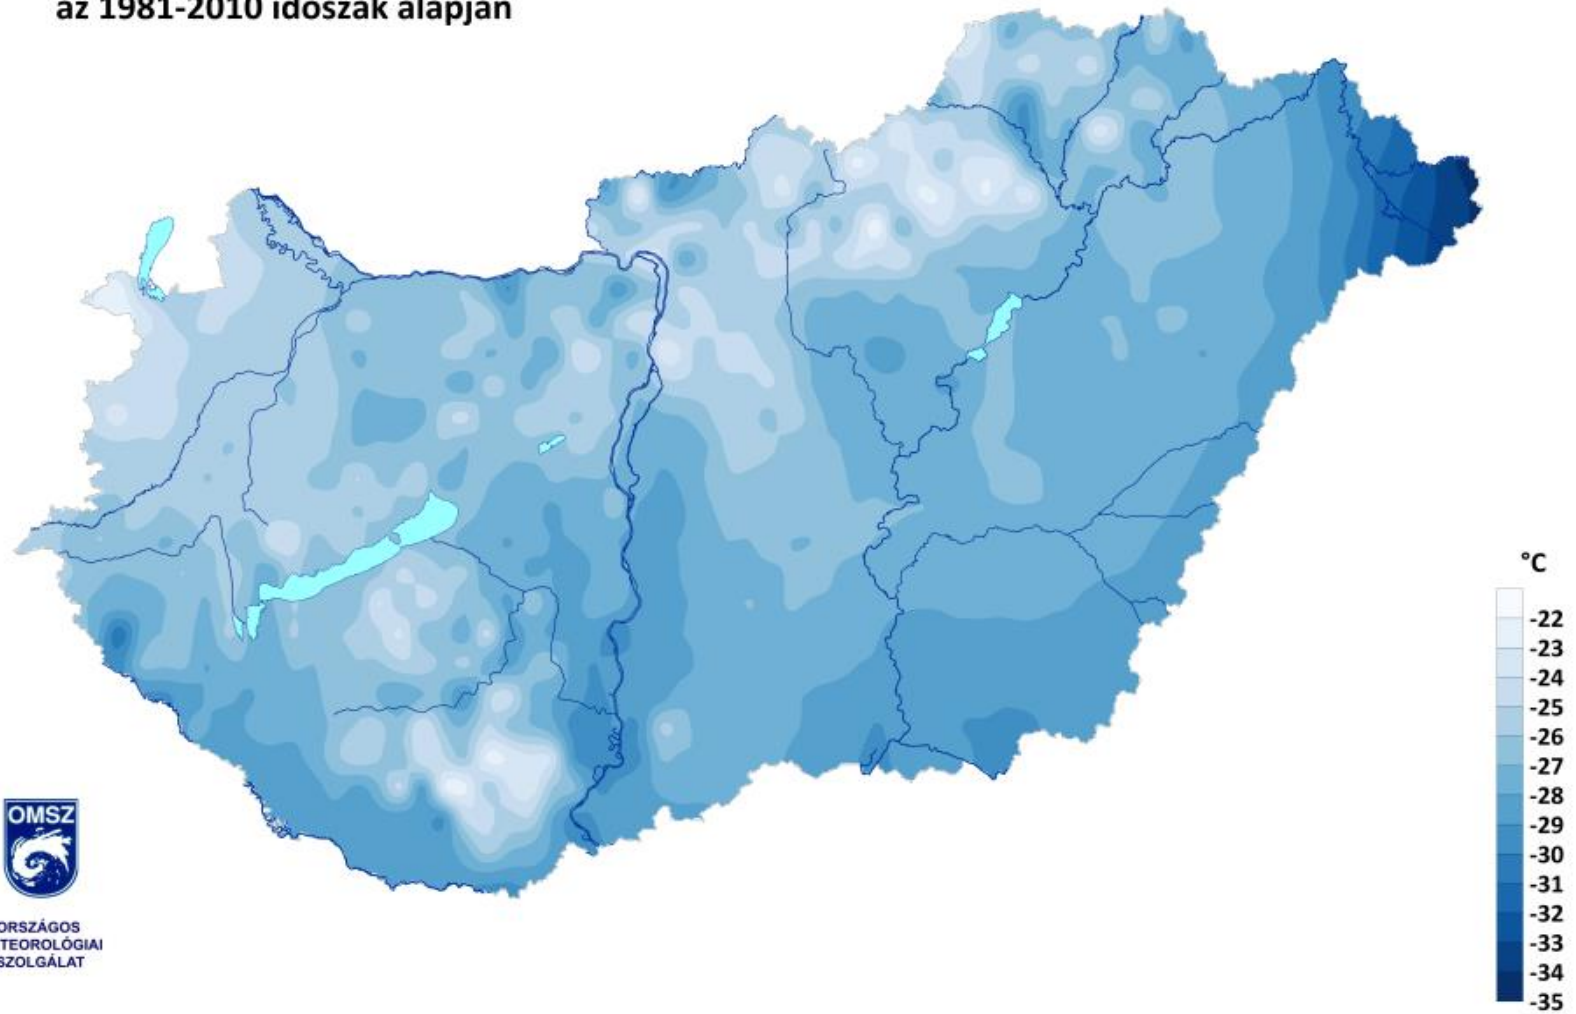 az 1981-2010 időszak alapján
°C
-22
-23
-24
-25
-26
-27
-28
-29
-30
-31
-32
-33
-34
-35
OMSZ
ORSZÁGOS
TEOROLÓGIAI
SZOLGÁLAT